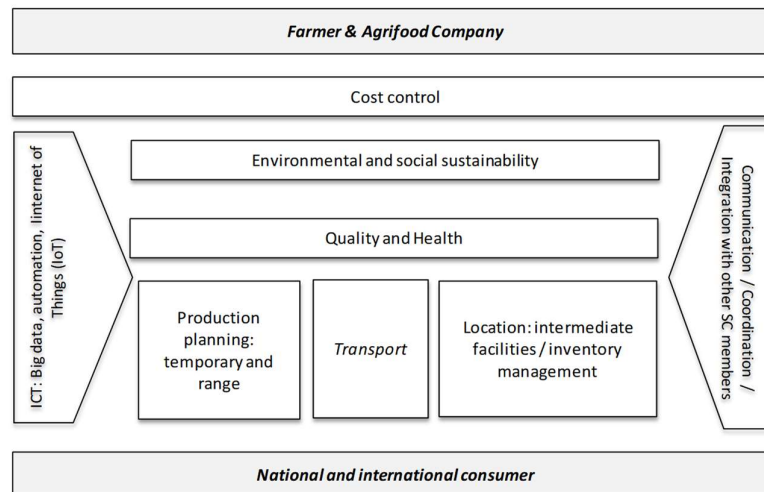 Farmer & Agrifood Company
Cost control
ICT: Big data, automation, Iinternet of
Things (IoT)
Environmental and social sustainability
Quality and Health
Production
planning:
temporary and
range
Transport
Location: intermediate
facilities / inventory
management
Communication / Coordination /
Integration with other SC members
National and international consumer